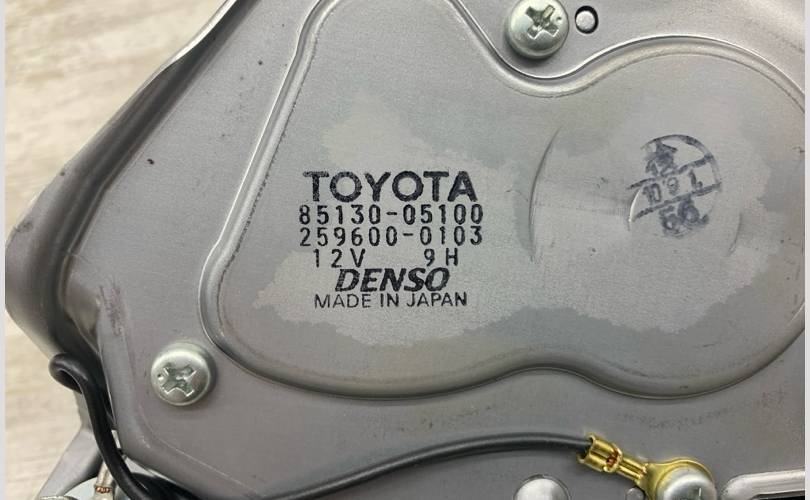 TOYOTA
85130-05100
259600-0103
12V 9H
DENSO
MADE IN JAPAN